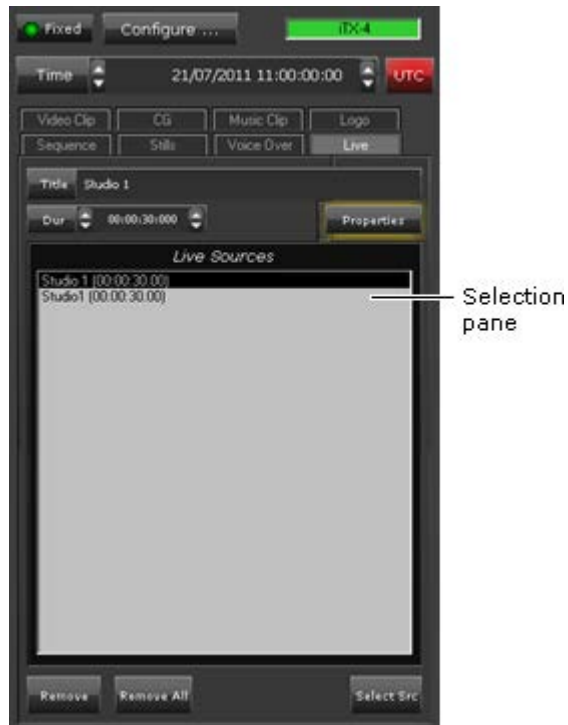 Fixed Configure ... iTX-4
Time 21/07/2011 11:00:00:00 UTC
Video Clip CG Music Clip Logo
Sequence Stills Voice Over Live
Title Studio 1
Dur 00:00:30:000 Properties
Live Sources
Studio 1 (00:00:30.00)
Studio1 (00:00:30.00)
Selection
pane
Remove Remove All Select Src